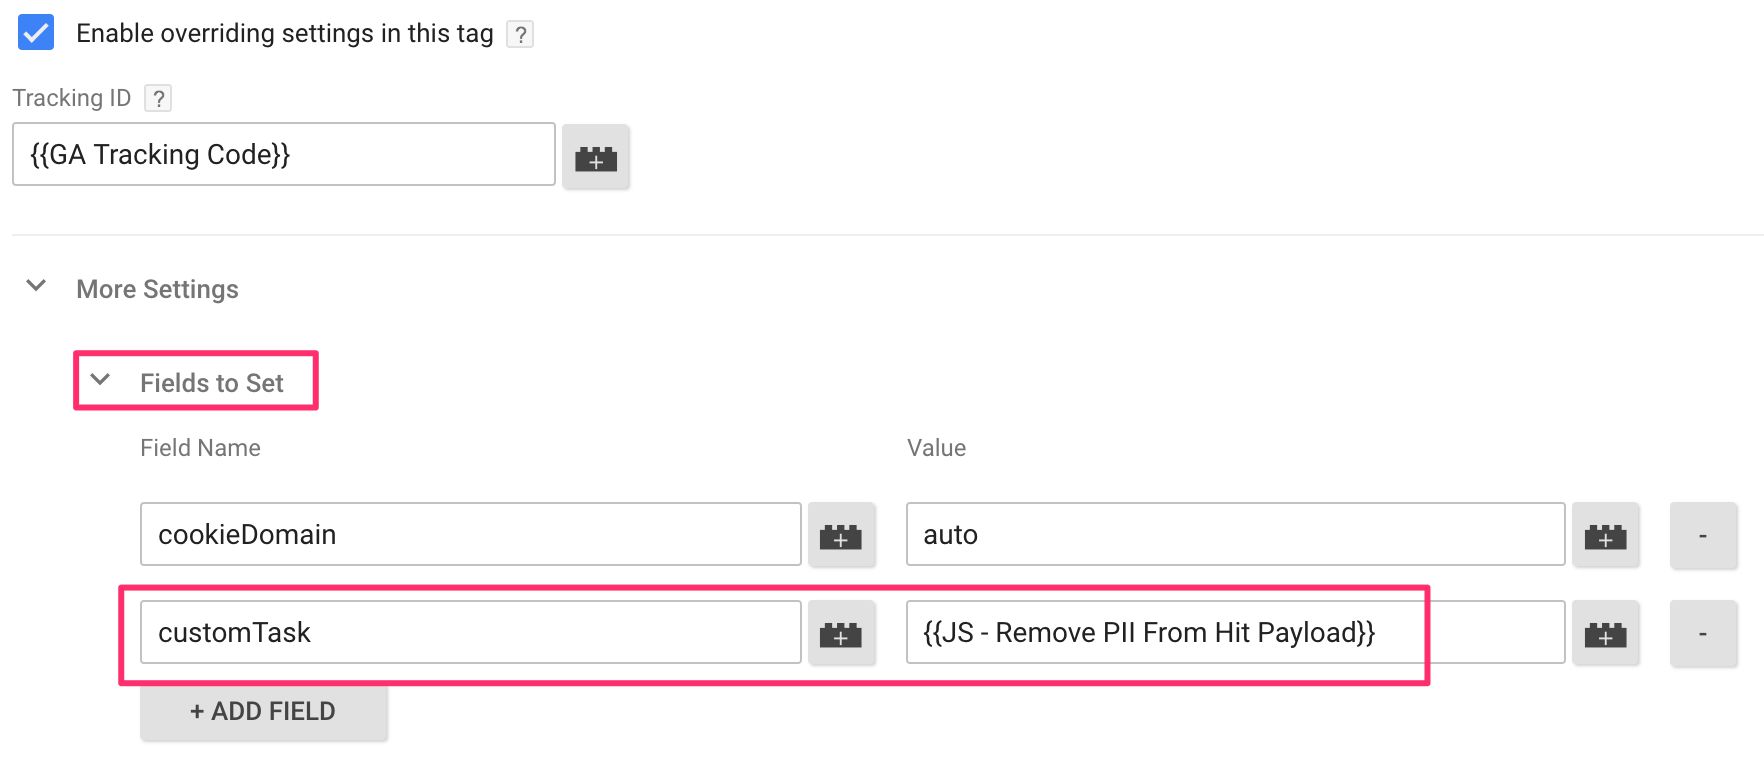 Enable overriding settings in this tag ?
Tracking ID ?
{{GA Tracking Code}}
More Settings
Fields to Set
Field Name Value
cookieDomain auto -
customTask {{JS - Remove PII From Hit Payload}} -
+ ADD FIELD